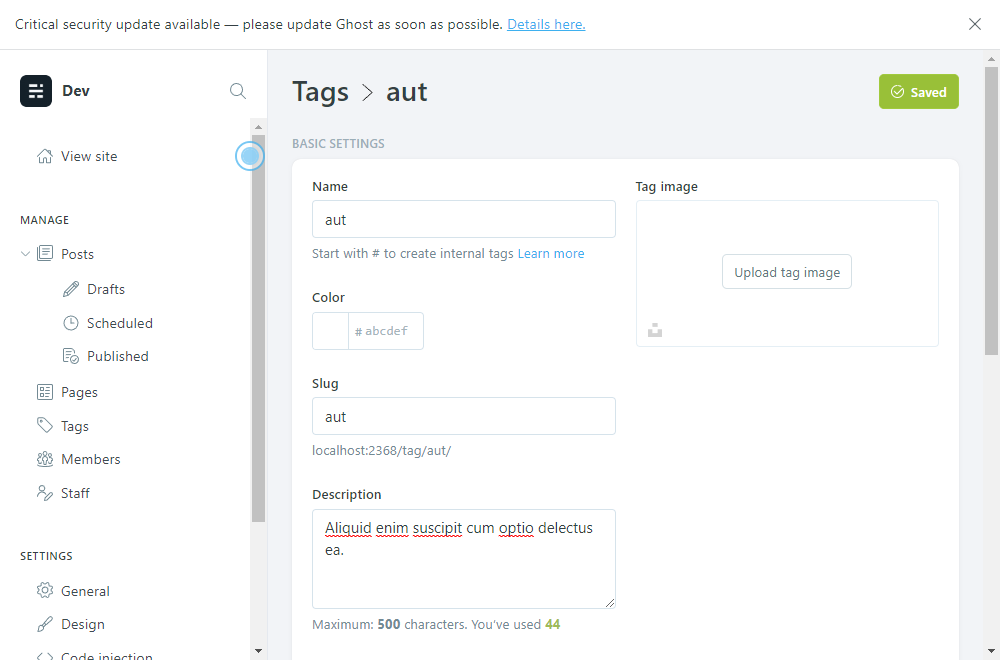 Critical security update available — please update Ghost as soon as possible. Details here.
Dev
View site
MANAGE
Posts
Drafts
Scheduled
Published
Pages
Tags
Members
Staff
SETTINGS
General
Design
Code injection
Tags > aut
Saved
BASIC SETTINGS
Name
aut
Start with # to create internal tags Learn more
Color
# abcdef
Slug
aut
localhost:2368/tag/aut/
Description
Aliquid enim suscipit cum optio delectus
ea.
Maximum: 500 characters. You've used 44
Tag image
Upload tag image